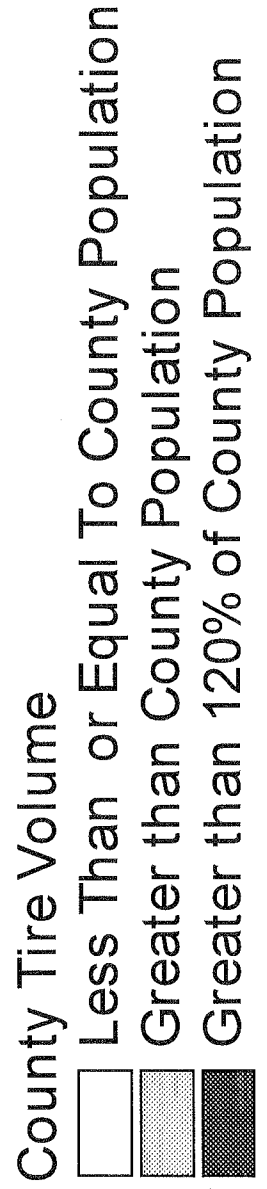 County Tire Volume
Less Than or Equal To County Population
Greater than County Population
Greater than 120% of County Population